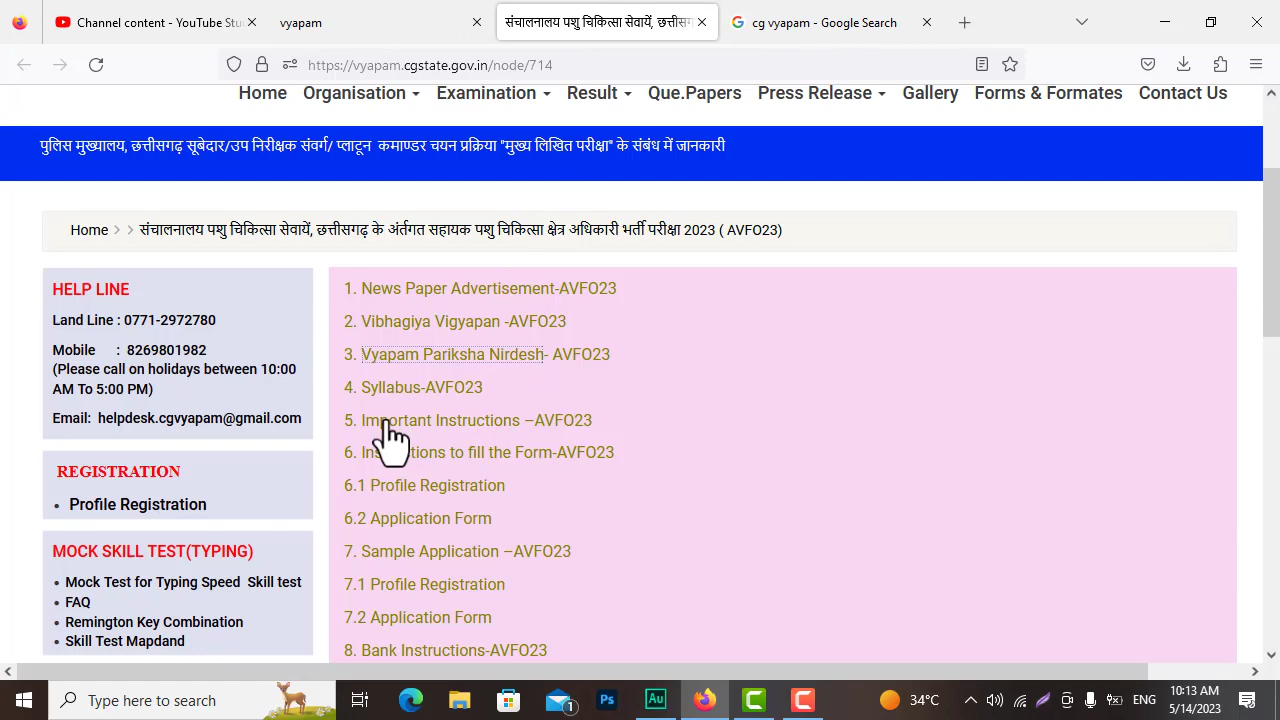 Channel content - YouTube Stu
vyapam
संचालनालय पशु चिकित्सा सेवायें, छत्तीसग
cg vyapam - Google Search
https://vyapam.cgstate.gov.in/node/714
Home Organisation Examination Result Que.Papers Press Release Gallery Forms & Formates Contact Us
पुलिस मुख्यालय, छत्तीसगढ़ सूबेदार/उप निरीक्षक संवर्ग/ प्लाटून कमाण्डर चयन प्रक्रिया "मुख्य लिखित परीक्षा" के संबंध में जानकारी
Home संचालनालय पशु चिकित्सा सेवायें, छत्तीसगढ़ के अंर्तगत सहायक पशु चिकित्सा क्षेत्र अधिकारी भर्ती परीक्षा 2023 ( AVFO23)
HELP LINE
Land Line : 0771-2972780
Mobile : 8269801982
(Please call on holidays between 10:00
AM To 5:00 PM)
Email: helpdesk.cgvyapam@gmail.com
REGISTRATION
• Profile Registration
MOCK SKILL TEST(TYPING)
• Mock Test for Typing Speed Skill test
• FAQ
• Remington Key Combination
• Skill Test Mapdand
1. News Paper Advertisement-AVFO23
2. Vibhagiya Vigyapan -AVFO23
3. Vyapam Pariksha Nirdesh- AVFO23
4. Syllabus-AVFO23
5. Important Instructions –AVFO23
6. Instructions to fill the Form-AVFO23
6.1 Profile Registration
6.2 Application Form
7. Sample Application –AVFO23
7.1 Profile Registration
7.2 Application Form
8. Bank Instructions-AVFO23
Type here to search
1
Ps
Au
34°C
ENG
10:13 AM
5/14/2023